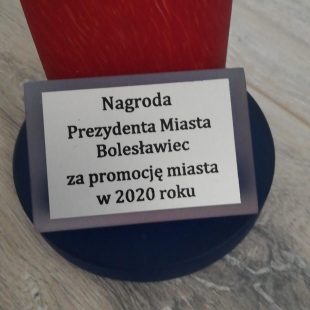 Nagroda
Prezydenta Miasta
Bolesławiec
za promocję miasta
w 2020 roku